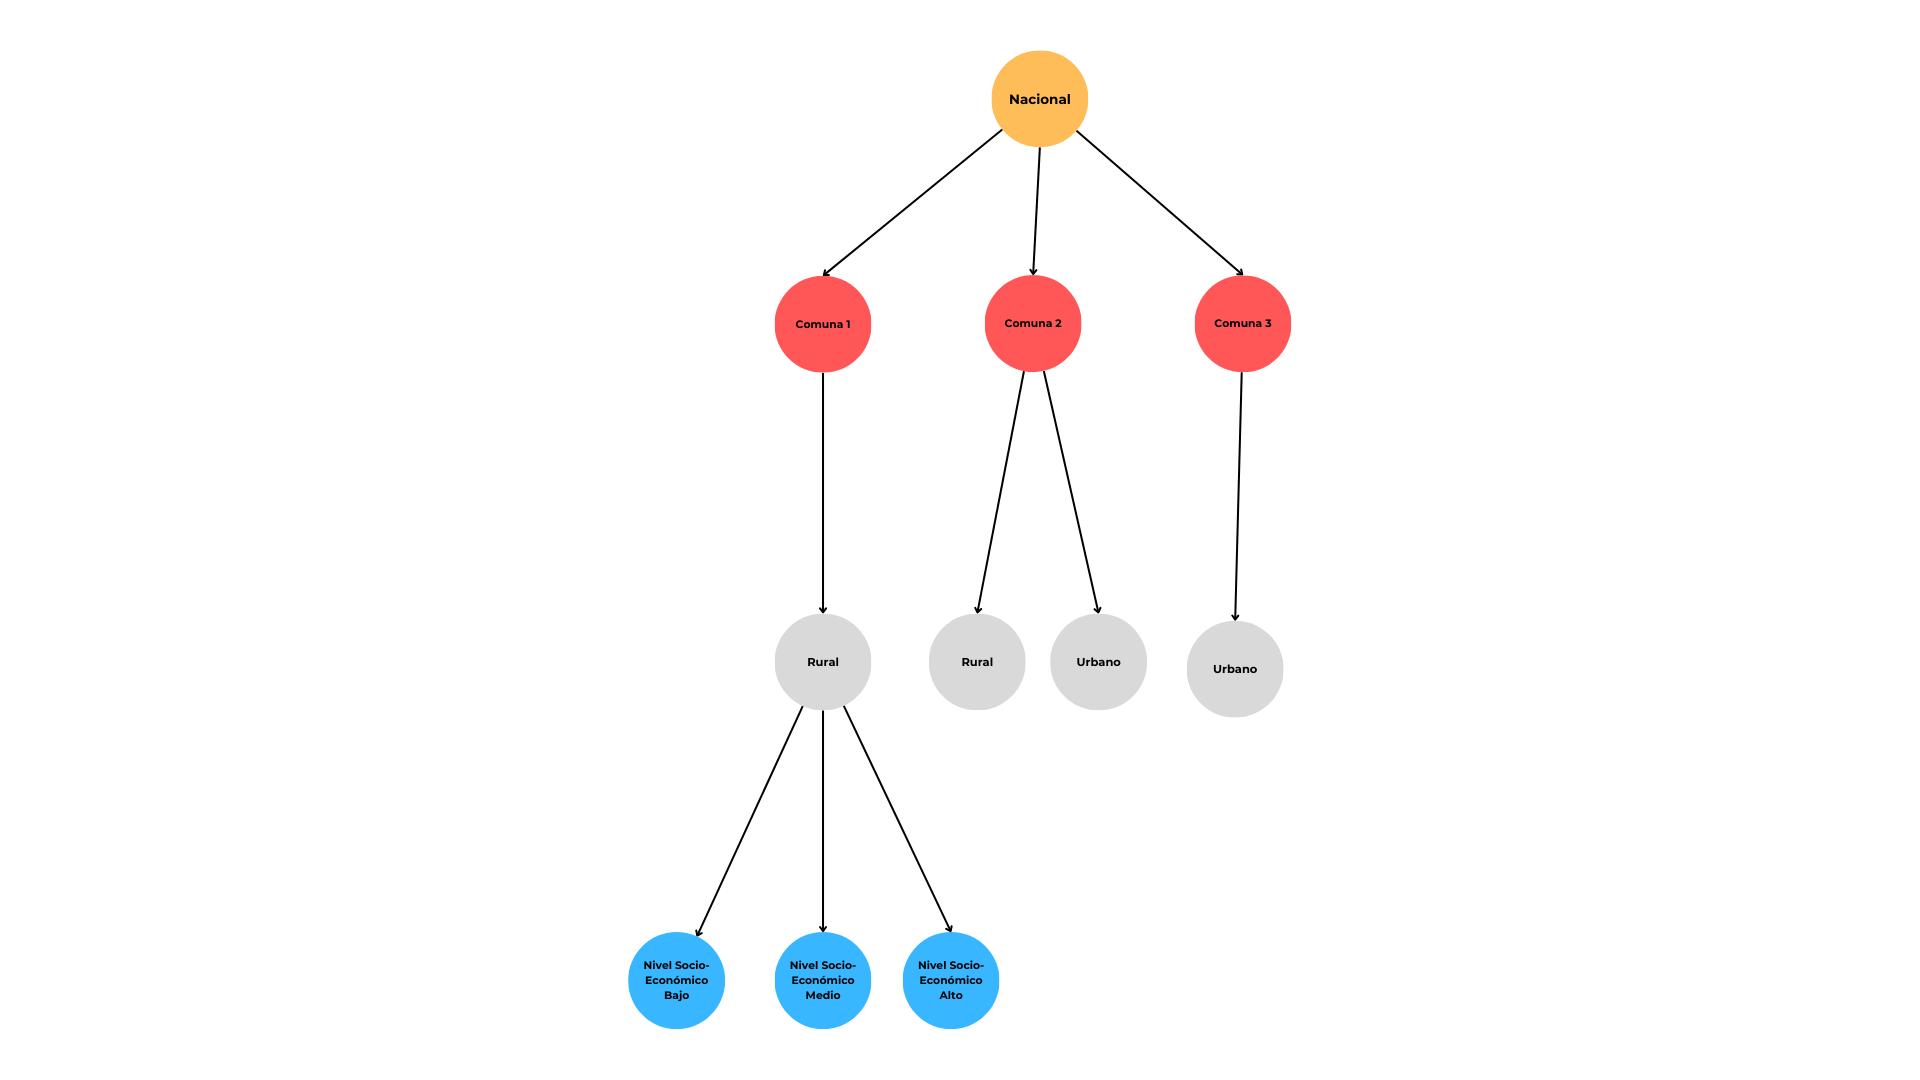 Nacional
Comuna 1
Comuna 2
Comuna 3
Rural
Rural
Urbano
Urbano
Nivel Socio-
Económico
Bajo
Nivel Socio-
Económico
Medio
Nivel Socio-
Económico
Alto